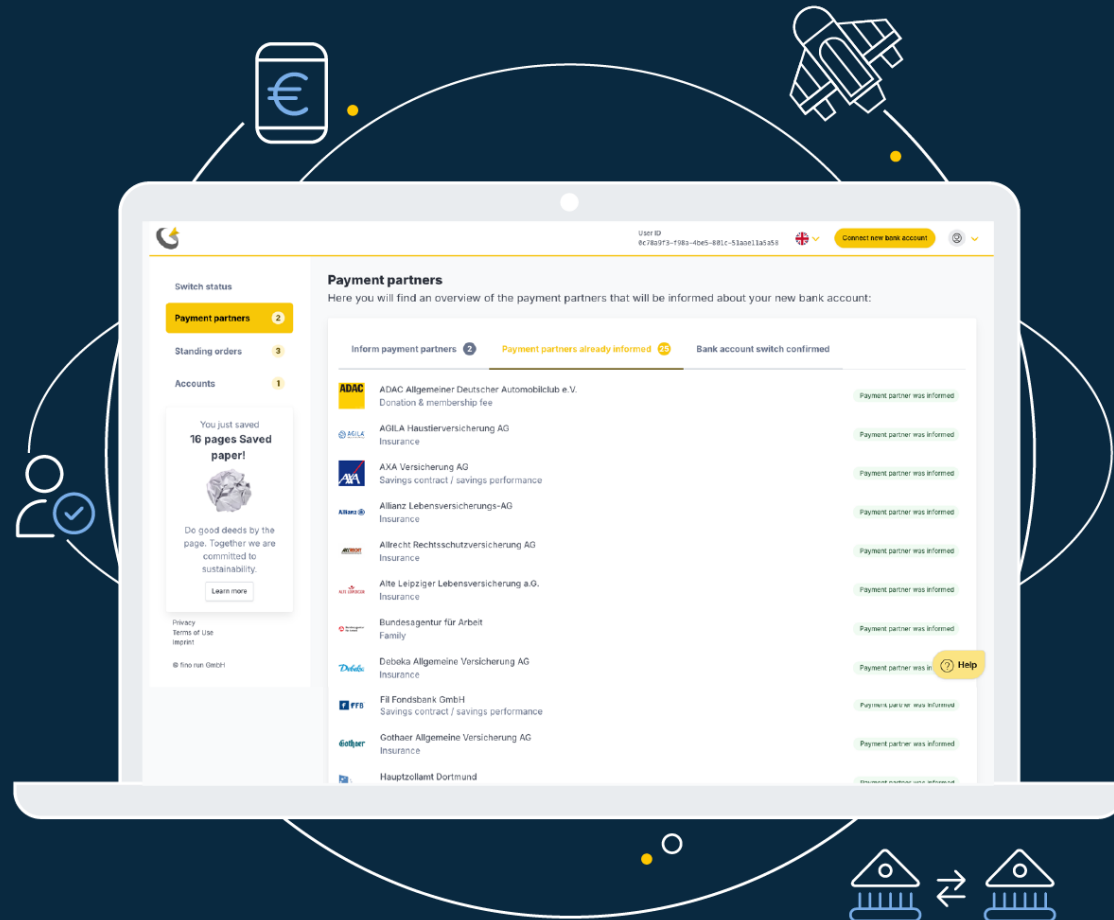 User ID
Connect new bank account
Switch status
Payment partners 2
Standing orders 3
Accounts 1
You just saved
16 pages Saved
paper!
Do good deeds by the
page. Together we are
committed to
sustainability.
Learn more
Privacy
Terms of Use
Imprint
© fino run GmbH
Payment partners
Here you will find an overview of the payment partners that will be informed about your new bank account:
Inform payment partners 2
Payment partners already informed
Bank account switch confirmed
ADAC
ADAC Allgemeiner Deutscher Automobilclub e.V.
Donation & membership fee
Payment partner was informed
AGILA
AGILA Haustierversicherung AG
Insurance
Payment partner was informed
AXA
AXA Versicherung AG
Savings contract / savings performance
Payment partner was informed
Allianz
Allianz Lebensversicherungs-AG
Insurance
Payment partner was informed
Allrecht Rechtsschutzversicherung AG
Insurance
Payment partner was informed
Alte Leipziger Lebensversicherung a.G.
Insurance
Payment partner was informed
Bundesagentur für Arbeit
Family
Payment partner was informed
Debeka
Debeka Allgemeine Versicherung AG
Insurance
Payment partner was
Help
FFB
Fil Fondsbank GmbH
Savings contract / savings performance
Payment partner was informed
Gothaer
Gothaer Allgemeine Versicherung AG
Insurance
Payment partner was informed
Hauptzollamt Dortmund
Payment partner was informed